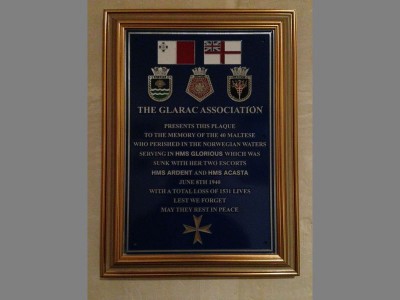 THE GLARAC ASSOCIATION
PRESENTS THIS PLAQUE
TO THE MEMORY OF THE 40 MALTESE
WHO PERISHED IN THE NORWEGIAN WATERS
SERVING IN HMS GLORIOUS WHICH WAS
SUNK WITH HER TWO ESCORTS
HMS ARDENT AND HMS ACASTA
JUNE 8TH 1940
WITH A TOTAL LOSS OF 1531 LIVES
LEST WE FORGET
MAY THEY REST IN PEACE